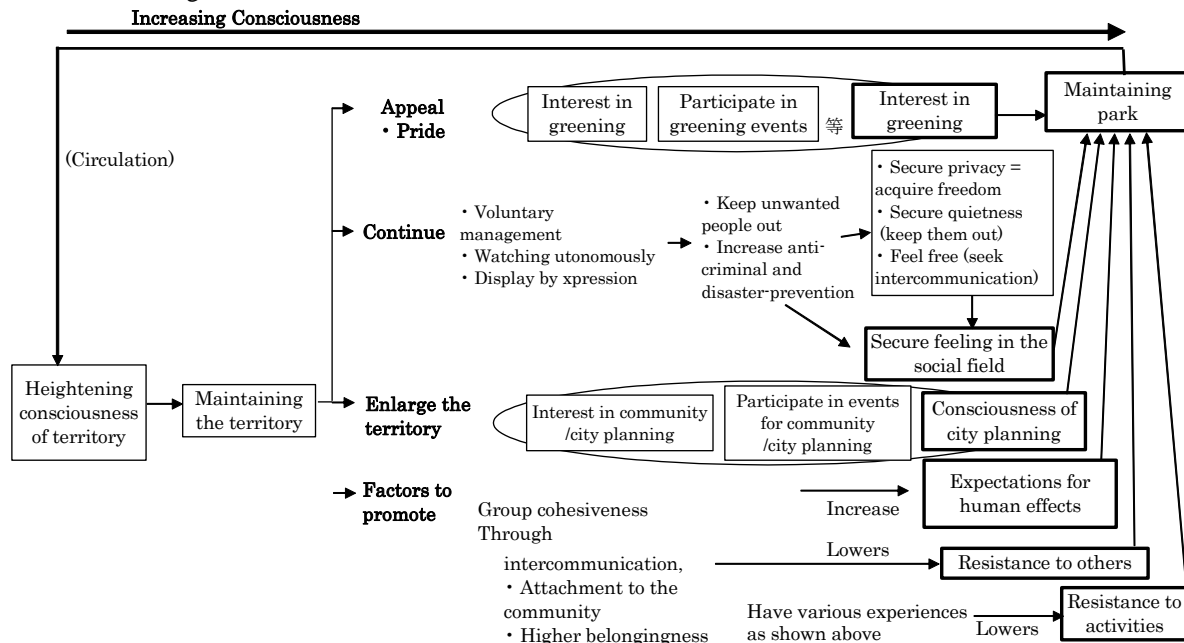 Increasing Consciousness
Appeal
・Pride
Interest in
greening
Participate in
greening events
等
Interest in
greening
Maintaining
park
(Circulation)
Continue
・Voluntary
management
・Watching utonomously
・Display by xpression
・Keep unwanted
people out
・Increase anti-
criminal and
disaster-prevention
・Secure privacy =
acquire freedom
・Secure quietness
(keep them out)
・Feel free (seek
intercommunication)
Secure feeling in the
social field
Heightening
consciousness
of territory
Maintaining
the territory
Enlarge the
territory
Interest in community
/city planning
Participate in events
for community
/city planning
Consciousness of
city planning
Factors to
promote
Group cohesiveness
Through
intercommunication,
・Attachment to the
community
・Higher belongingness
Increase
Expectations for
human effects
Lowers
Resistance to others
Have various experiences
as shown above
Lowers
Resistance to
activities